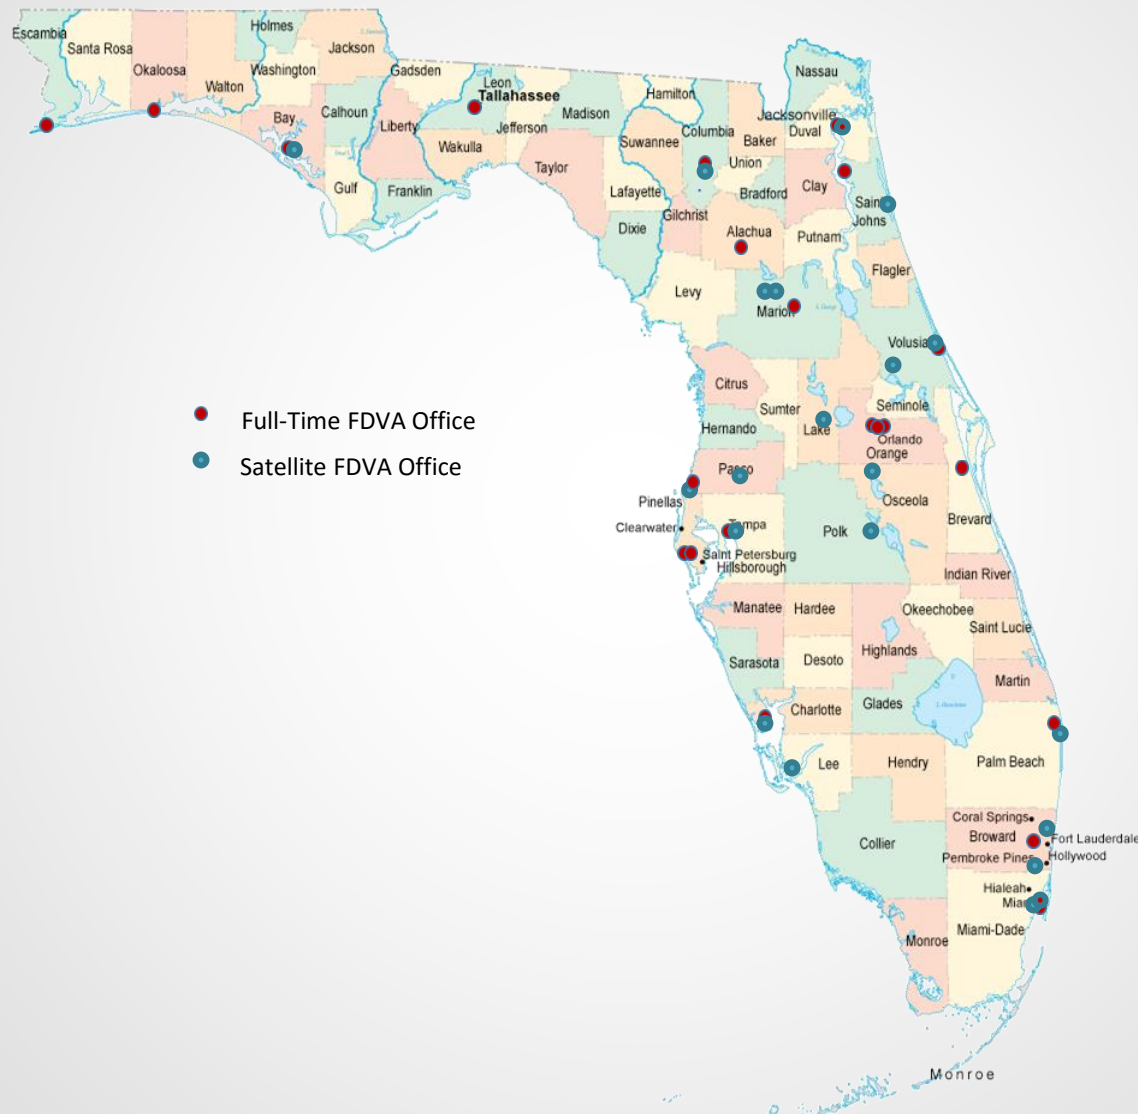 Escambia
Santa Rosa
Okaloosa
Walton
Holmes
Washington
Jackson
Bay
Calhoun
Gulf
Gadsden
Liberty
Franklin
Leon
Tallahassee
Wakulla
Jefferson
Madison
Taylor
Hamilton
Suwannee
Lafayette
Dixie
Columbia
Gilchrist
Baker
Union
Bradford
Alachua
Levy
Nassau
Jacksonville
Duval
Clay
Saint
Johns
Putnam
Flagler
Marion
Volusia
Citrus
Sumter
Hernando
Lake
Seminole
Orlando
Orange
Full-Time FDVA Office
Satellite FDVA Office
Pasco
Pinellas
Clearwater
Tampa
Saint Petersburg
Hillsborough
Polk
Osceola
Brevard
Indian River
Manatee
Hardee
Okeechobee
Saint Lucie
Highlands
Sarasota
Desoto
Martin
Charlotte
Glades
Lee
Hendry
Palm Beach
Collier
Coral Springs
Broward
Fort Lauderdale
Pembroke Pines
Hollywood
Hialeah
Miami
Miami-Dade
Monroe
Monroe